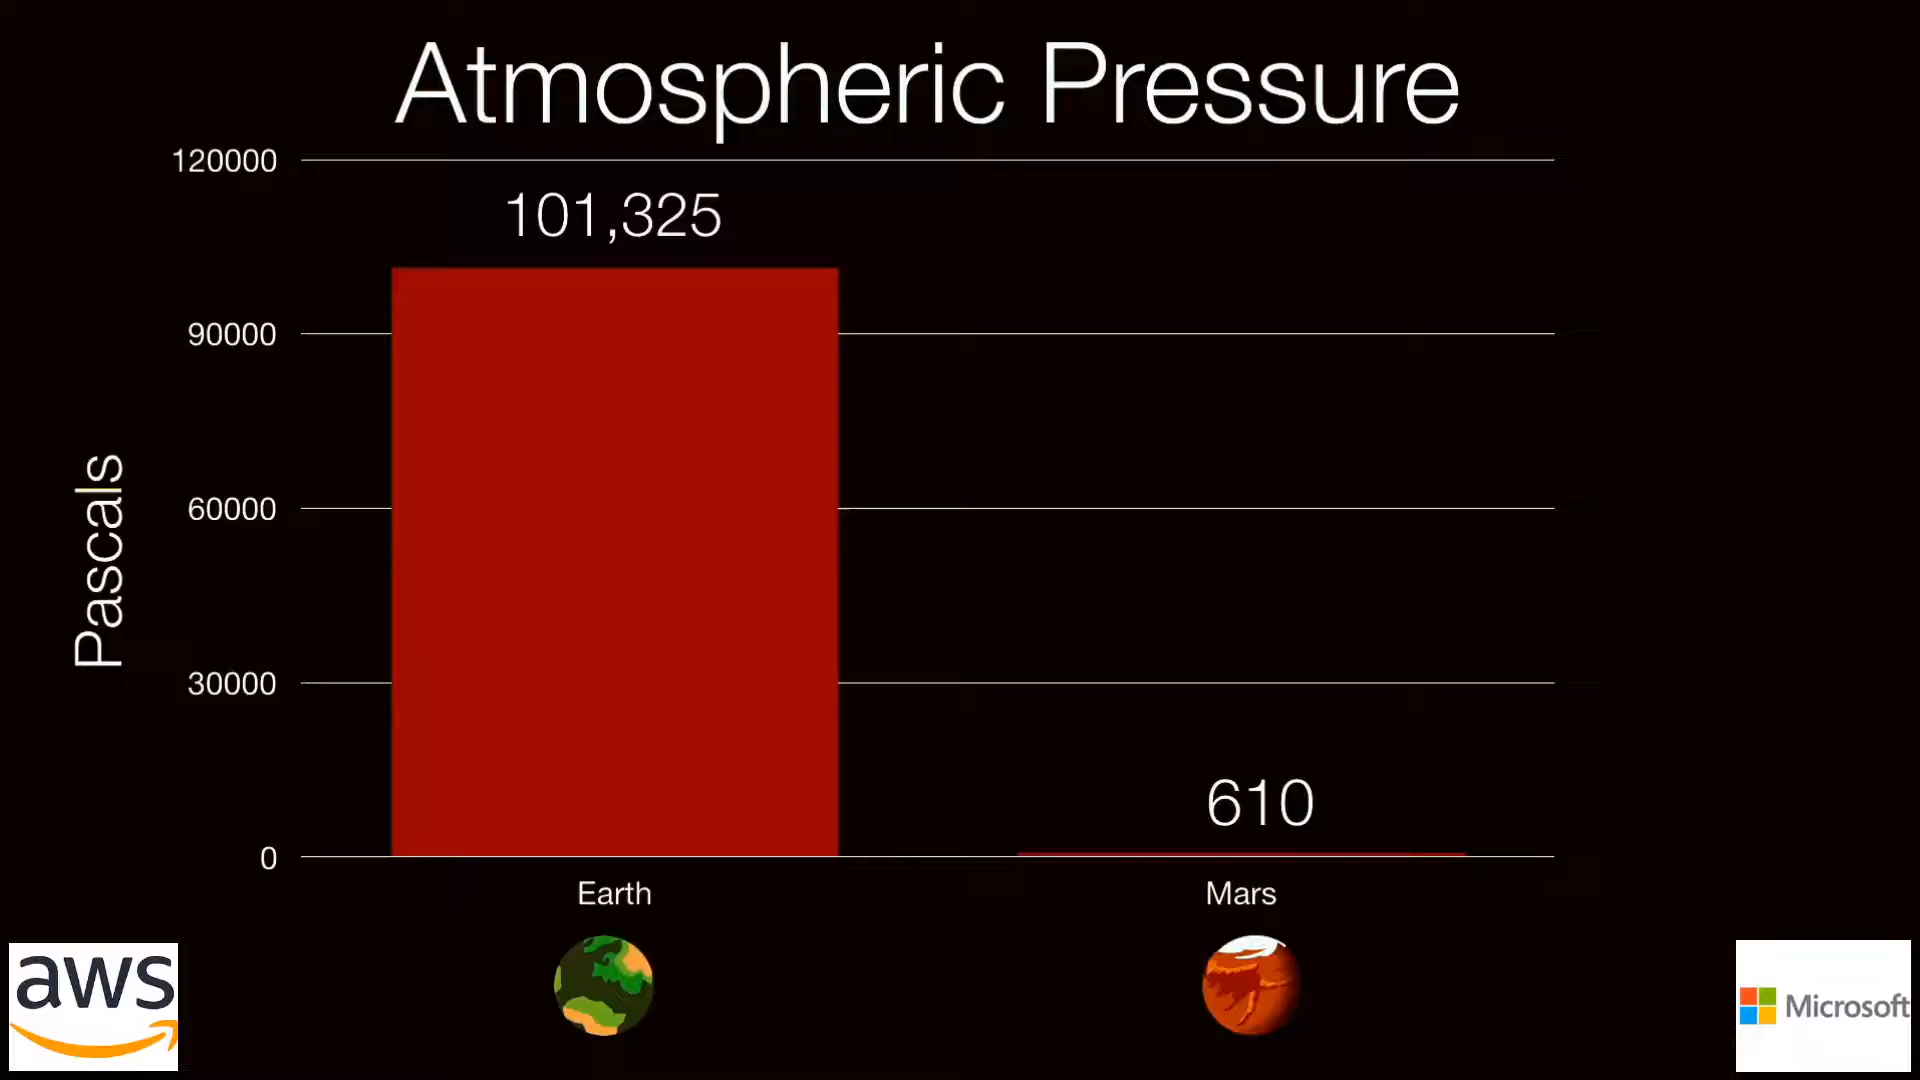 Atmospheric Pressure
120000
101,325
90000
60000
Pascals
30000
610
0
Earth
Mars
aws
Microsoft